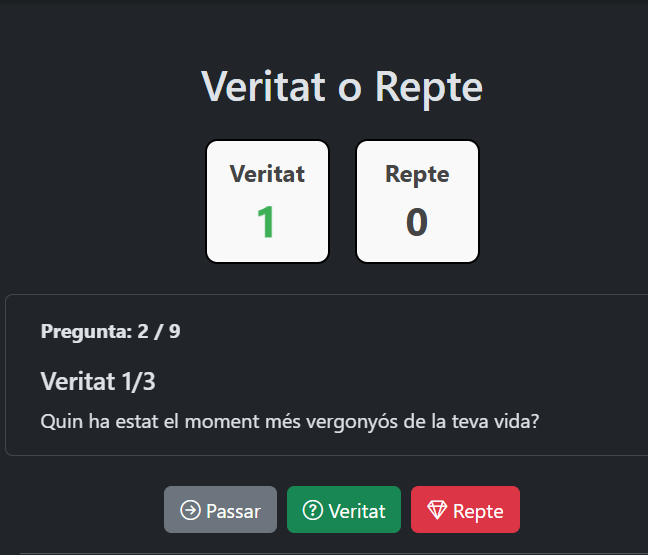 Veritat o Repte
Veritat
1
Repte
0
Pregunta: 2 / 9
Veritat 1/3
Quin ha estat el moment més vergonyós de la teva vida?
Passar
Veritat
Repte